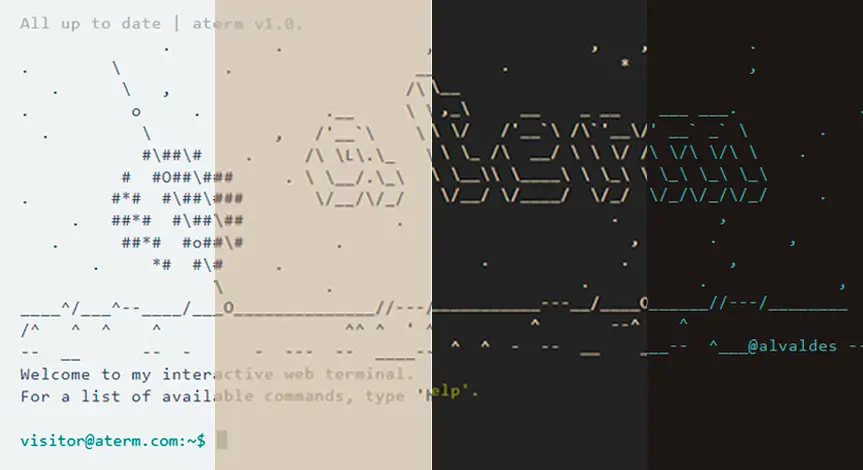 All up to date | aterm v1.0.
aterm
@alvaldes
Welcome to my interactive web terminal.
For a list of available commands, type 'help'.
visitor@aterm.com:~$